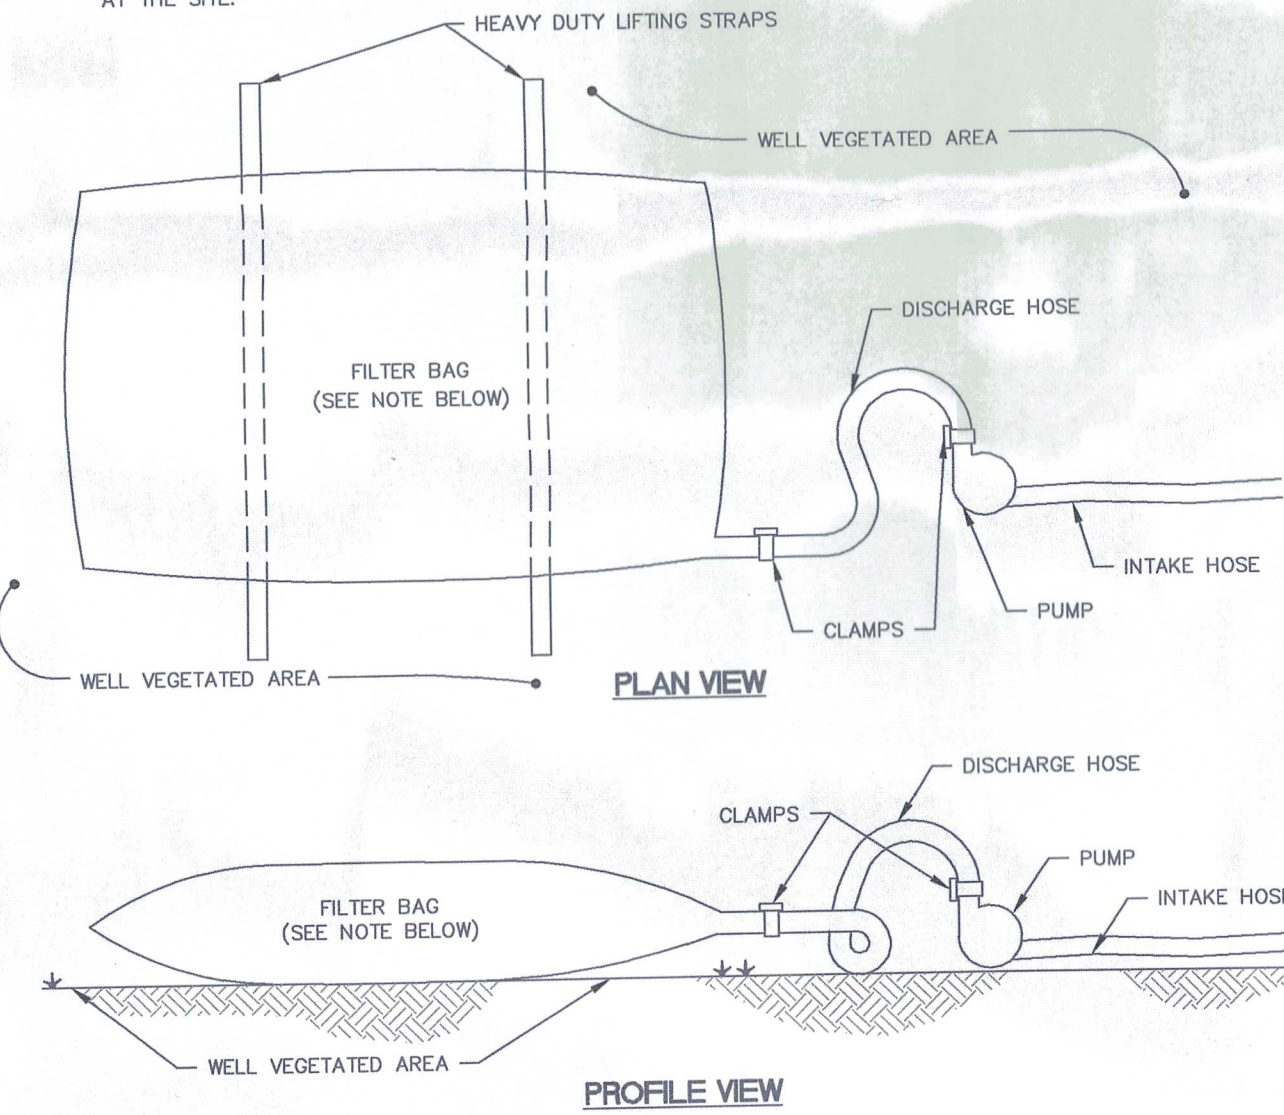 AT THE SITE.
HEAVY DUTY LIFTING STRAPS
WELL VEGETATED AREA
DISCHARGE HOSE
FILTER BAG
(SEE NOTE BELOW)
INTAKE HOSE
PUMP
CLAMPS
WELL VEGETATED AREA
PLAN VIEW
DISCHARGE HOSE
CLAMPS
PUMP
INTAKE HOSE
FILTER BAG
(SEE NOTE BELOW)
WELL VEGETATED AREA
PROFILE VIEW